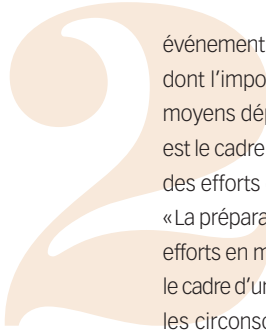 2
événement
dont l'impo
moyens dép
est le cadre
des efforts
«La prépara
efforts en m
le cadre d'un
les circonsc